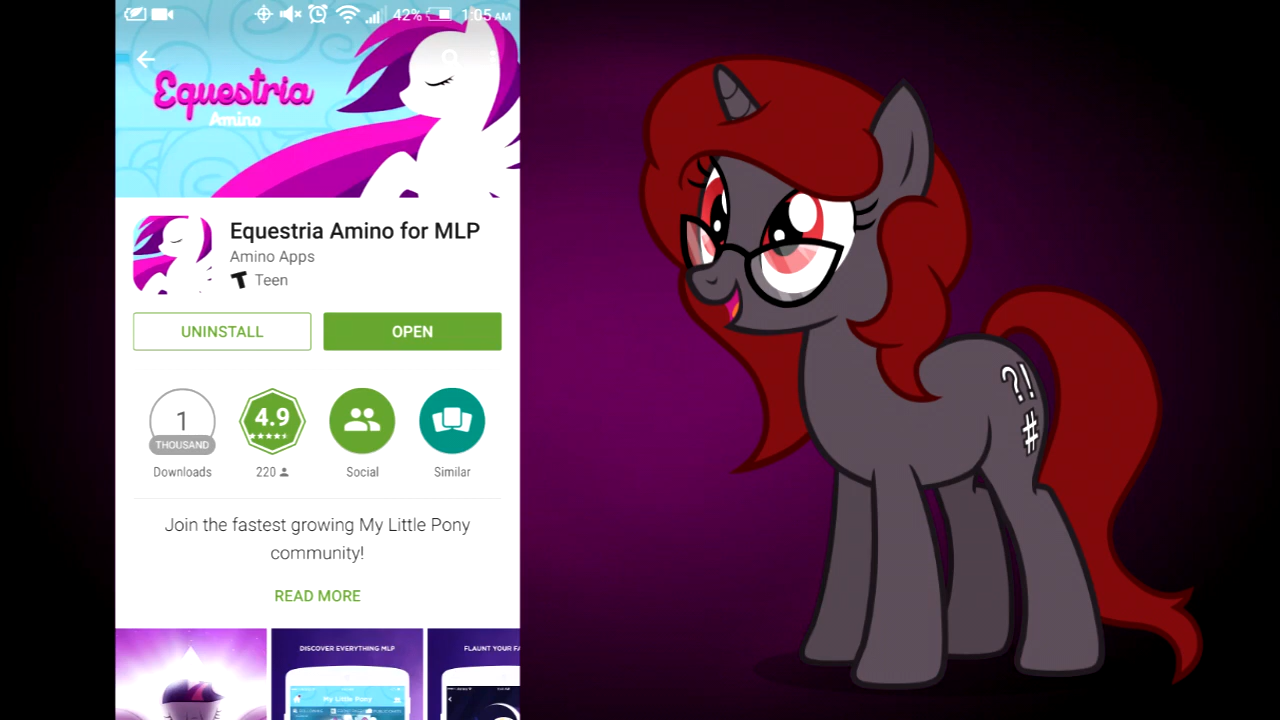 42% 1:05 AM
Equestria
Amino
Equestria Amino for MLP
Amino Apps
T Teen
UNINSTALL OPEN
1
THOUSAND
4.9
Downloads 220 Social Similar
Join the fastest growing My Little Pony
community!
READ MORE
DISCOVER EVERYTHING MLP FLAUNT YOUR FA
My Little Pony
?!
#